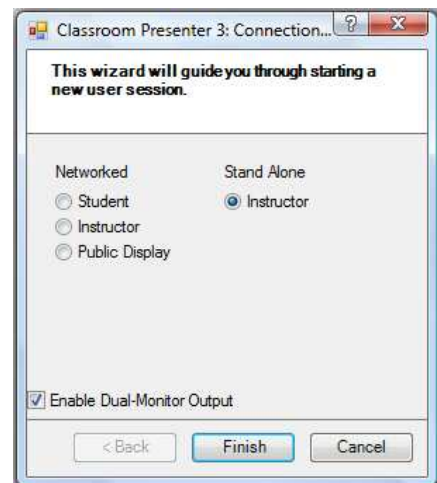 Classroom Presenter 3: Connection...
?
X
This wizard will guide you through starting a
new user session.
Networked
Stand Alone
Student
Instructor
Instructor
Public Display
Enable Dual-Monitor Output
< Back
Finish
Cancel